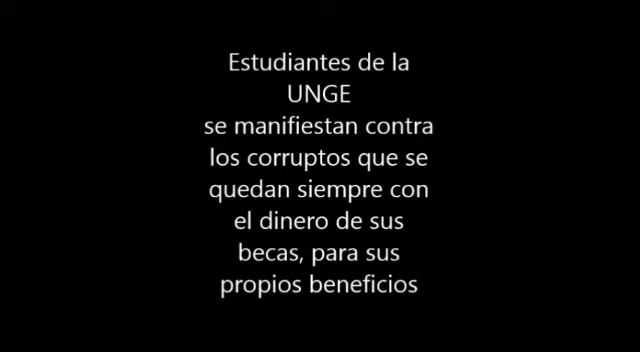 Estudiantes de la
UNGE
se manifiestan contra
los corruptos que se
quedan siempre con
el dinero de sus
becas, para sus
propios beneficios